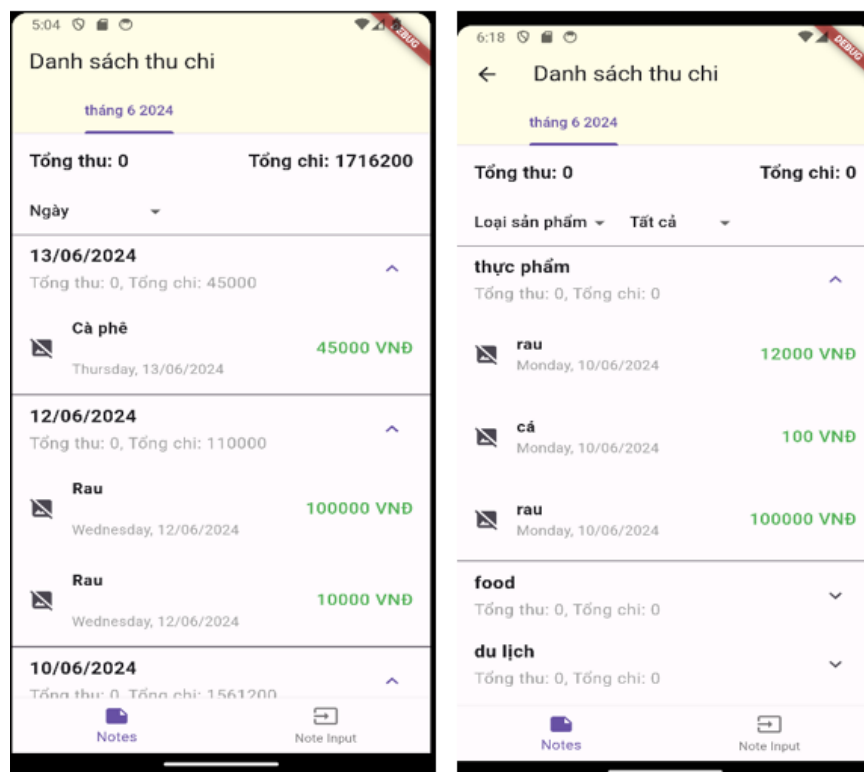 5:04
DEBUG
Danh sách thu chi
tháng 6 2024
Tổng thu: 0 Tổng chi: 1716200
Ngày
13/06/2024
Tổng thu: 0, Tổng chi: 45000
Cà phê
45000 VNĐ
Thursday, 13/06/2024
12/06/2024
Tổng thu: 0, Tổng chi: 110000
Rau
100000 VNĐ
Wednesday, 12/06/2024
Rau
10000 VNĐ
Wednesday, 12/06/2024
10/06/2024
Tổng thu: 0, Tổng chi: 1561200
Notes Note Input
6:18
DEBUG
Danh sách thu chi
tháng 6 2024
Tổng thu: 0 Tổng chi: 0
Loại sản phẩm Tất cả
thực phẩm
Tổng thu: 0, Tổng chi: 0
rau
12000 VNĐ
Monday, 10/06/2024
cá
100 VNĐ
Monday, 10/06/2024
rau
100000 VNĐ
Monday, 10/06/2024
food
Tổng thu: 0, Tổng chi: 0
du lịch
Tổng thu: 0, Tổng chi: 0
Notes Note Input